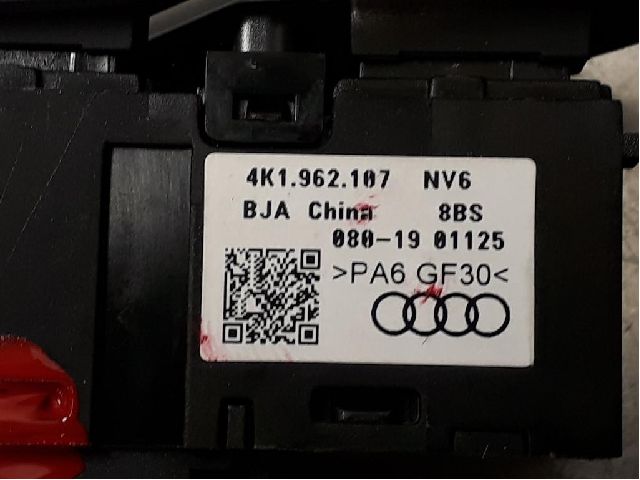 4K1.962.107 NV6
BJA China 8BS
080-19 01125
>PA6 GF30<